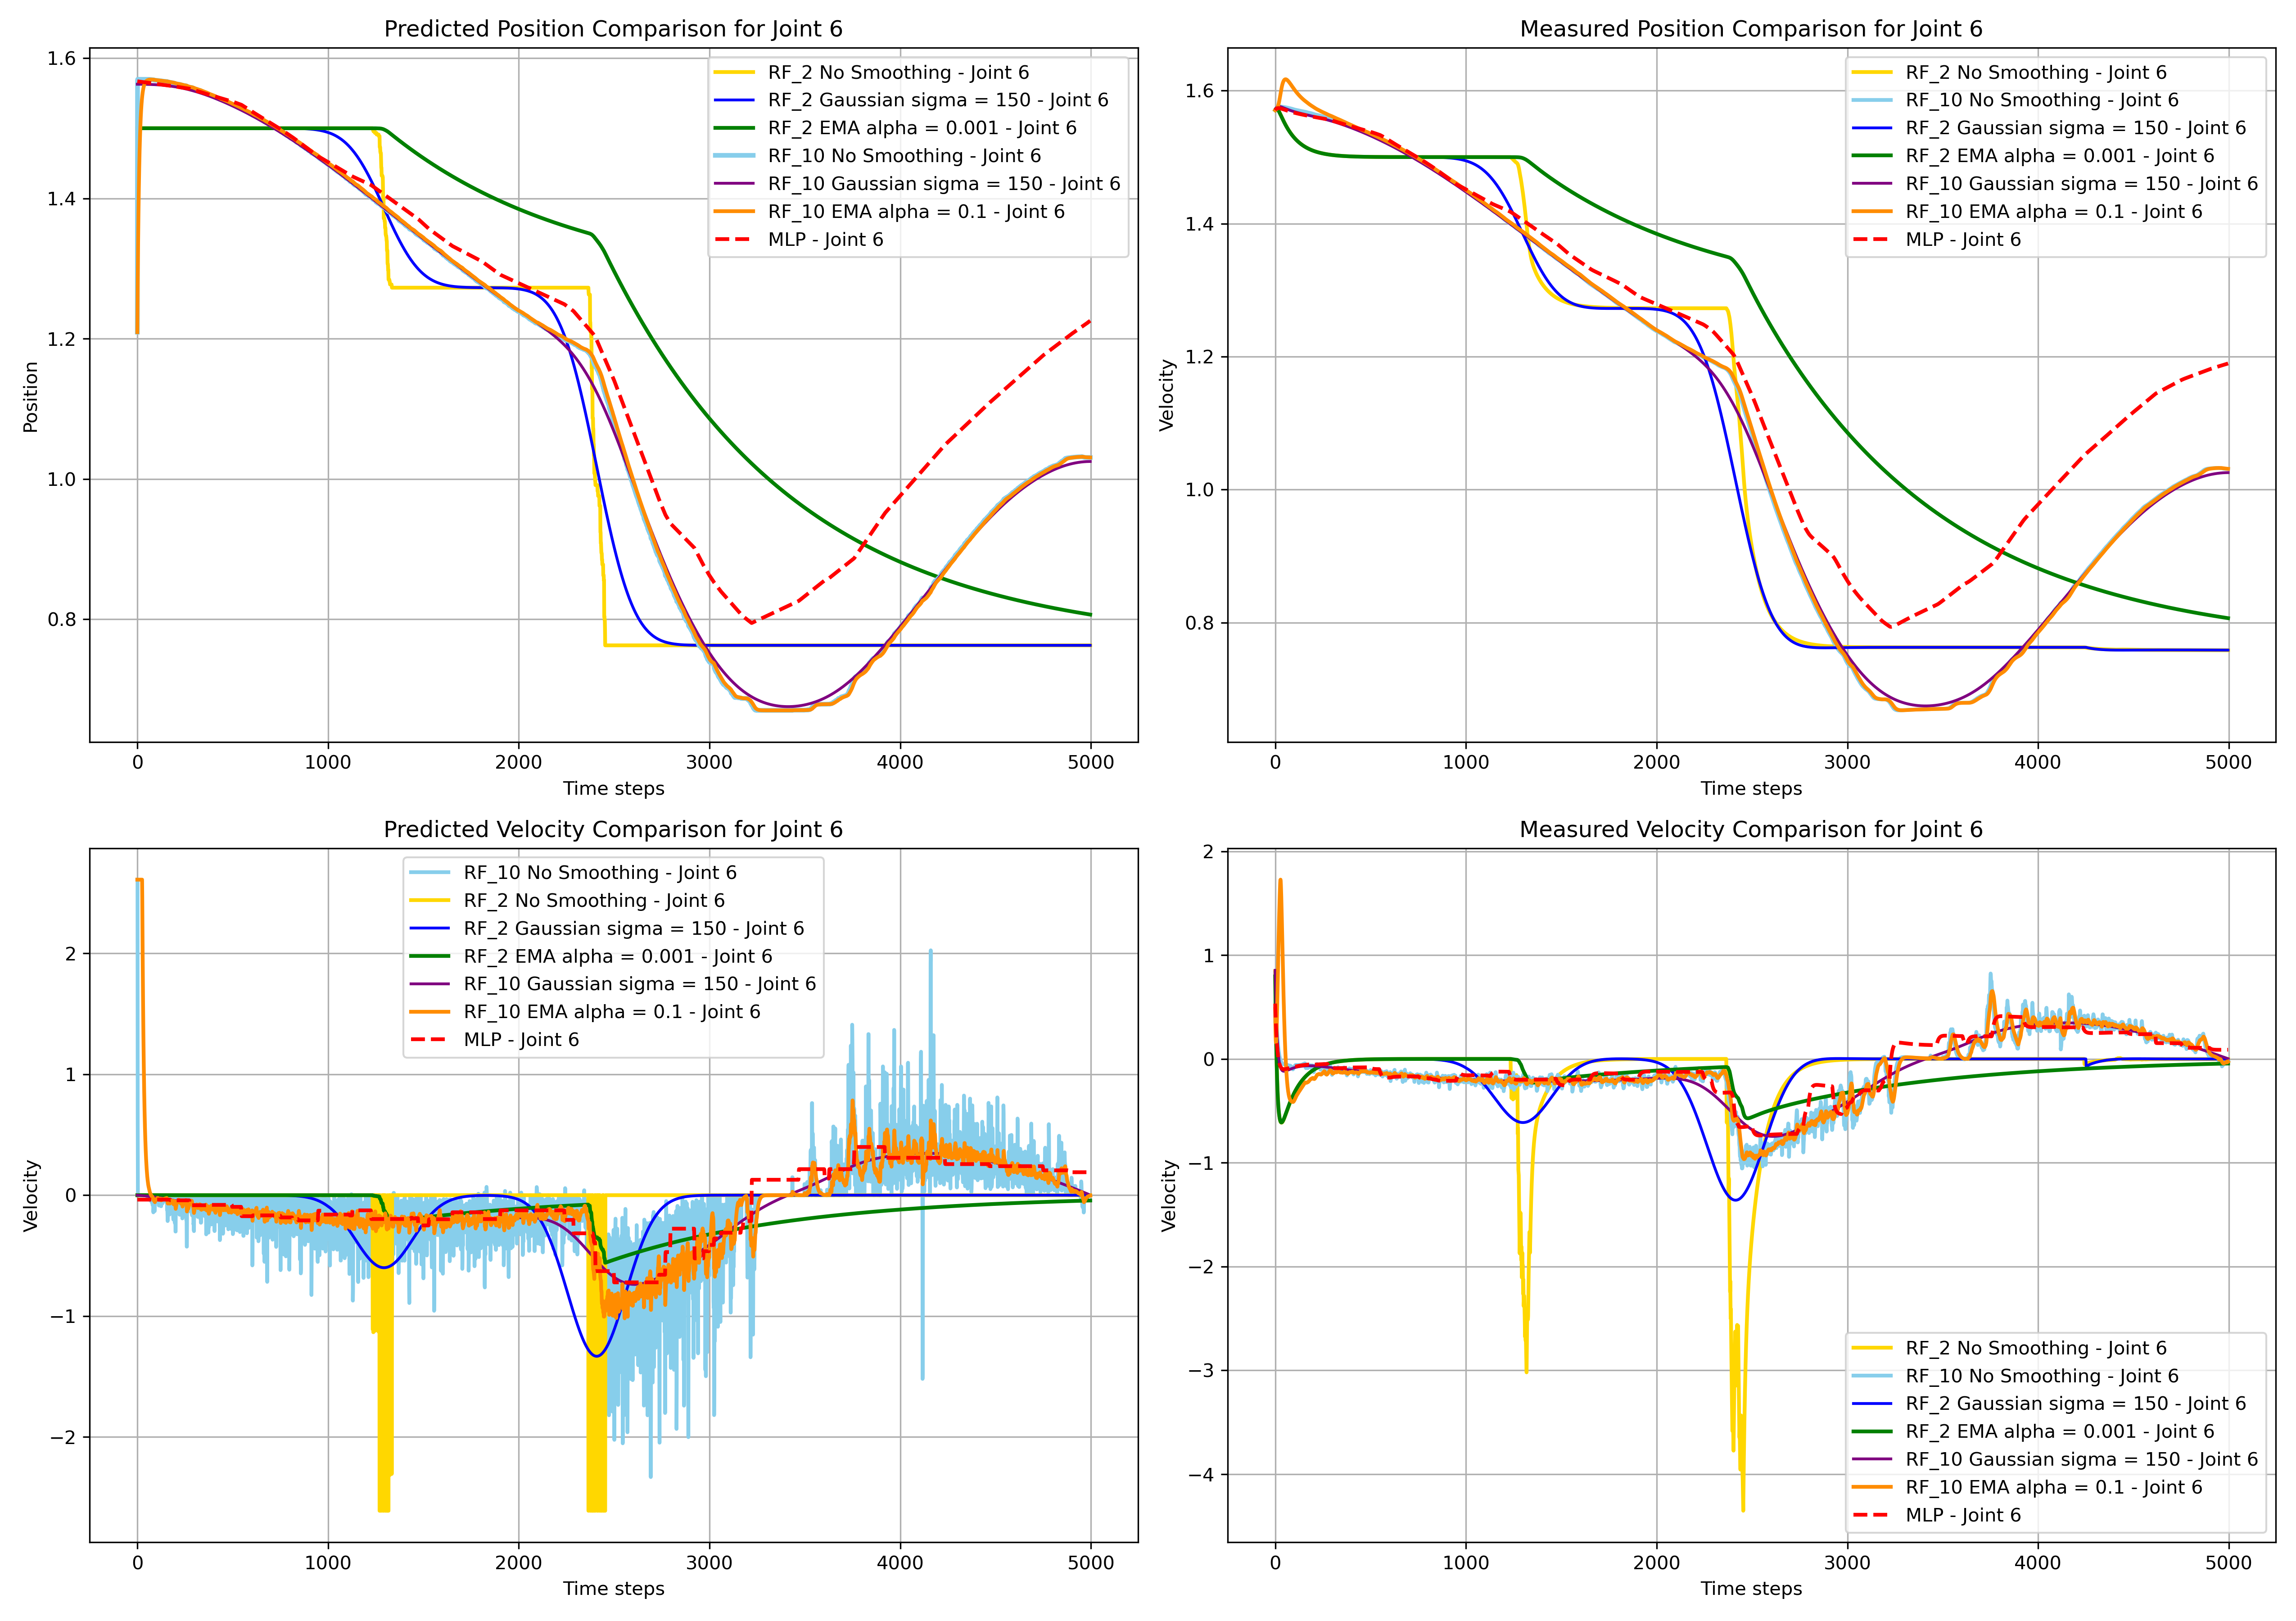 Predicted Position Comparison for Joint 6
1.6
1.4
1.2
1.0
0.8
Position
RF_2 No Smoothing - Joint 6
RF_2 Gaussian sigma = 150 - Joint 6
RF_2 EMA alpha = 0.001 - Joint 6
RF_10 No Smoothing - Joint 6
RF_10 Gaussian sigma = 150 - Joint 6
RF_10 EMA alpha = 0.1 - Joint 6
MLP - Joint 6
0 1000 2000 3000 4000 5000
Time steps
Measured Position Comparison for Joint 6
1.6
1.4
1.2
1.0
0.8
Velocity
RF_2 No Smoothing - Joint 6
RF_10 No Smoothing - Joint 6
RF_2 Gaussian sigma = 150 - Joint 6
RF_2 EMA alpha = 0.001 - Joint 6
RF_10 Gaussian sigma = 150 - Joint 6
RF_10 EMA alpha = 0.1 - Joint 6
MLP - Joint 6
0 1000 2000 3000 4000 5000
Time steps
Predicted Velocity Comparison for Joint 6
2
1
0
−1
−2
Velocity
RF_10 No Smoothing - Joint 6
RF_2 No Smoothing - Joint 6
RF_2 Gaussian sigma = 150 - Joint 6
RF_2 EMA alpha = 0.001 - Joint 6
RF_10 Gaussian sigma = 150 - Joint 6
RF_10 EMA alpha = 0.1 - Joint 6
MLP - Joint 6
0 1000 2000 3000 4000 5000
Time steps
Measured Velocity Comparison for Joint 6
2
1
0
−1
−2
−3
−4
Velocity
RF_2 No Smoothing - Joint 6
RF_10 No Smoothing - Joint 6
RF_2 Gaussian sigma = 150 - Joint 6
RF_2 EMA alpha = 0.001 - Joint 6
RF_10 Gaussian sigma = 150 - Joint 6
RF_10 EMA alpha = 0.1 - Joint 6
MLP - Joint 6
0 1000 2000 3000 4000 5000
Time steps